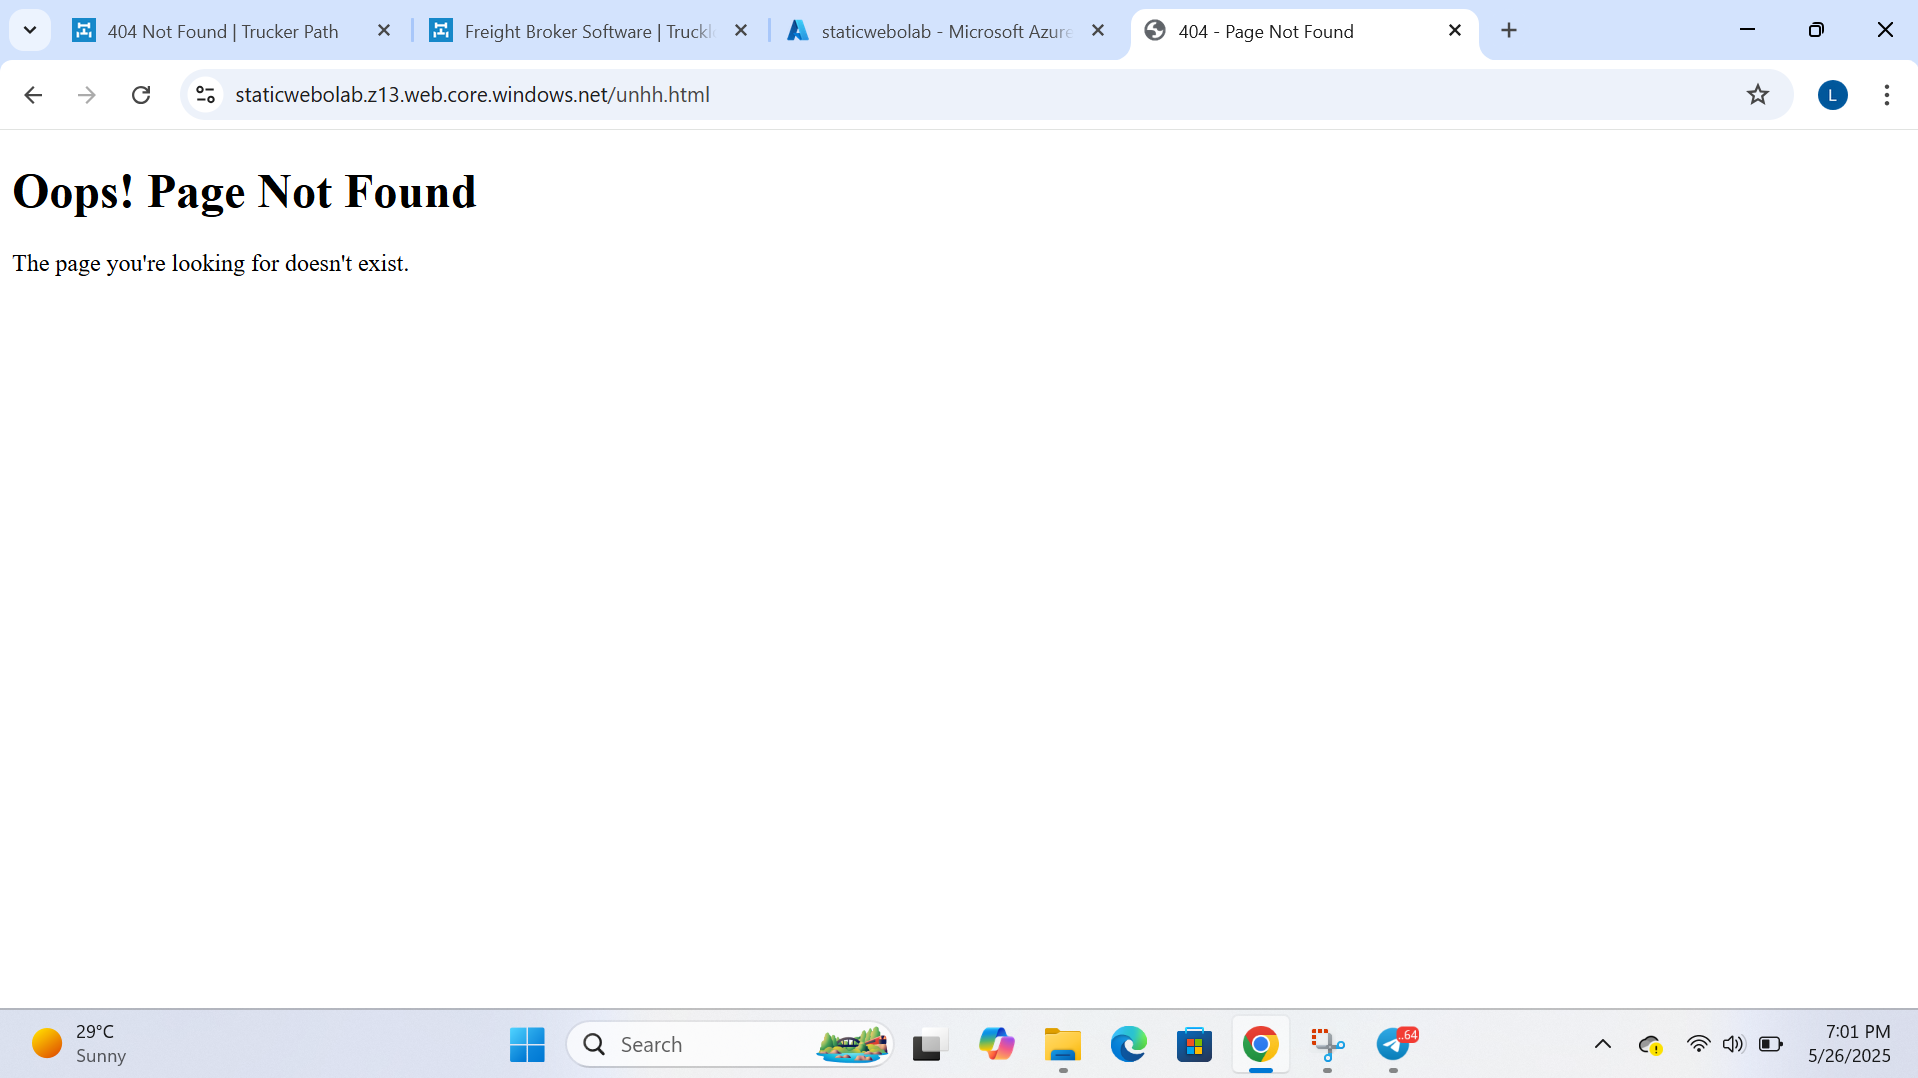 404 Not Found | Trucker Path
Freight Broker Software | Truckl
staticwebolab - Microsoft Azure
404 - Page Not Found
staticwebolab.z13.web.core.windows.net/unhh.html
L
Oops! Page Not Found
The page you're looking for doesn't exist.
29°C
Sunny
Search
..64
7:01 PM
5/26/2025